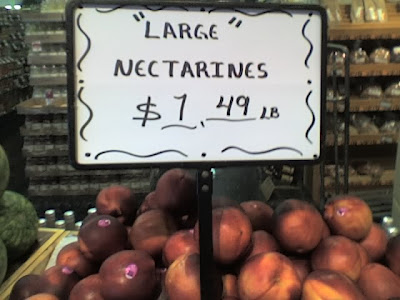 "LARGE"
NECTARINES
$ 1.49 LB